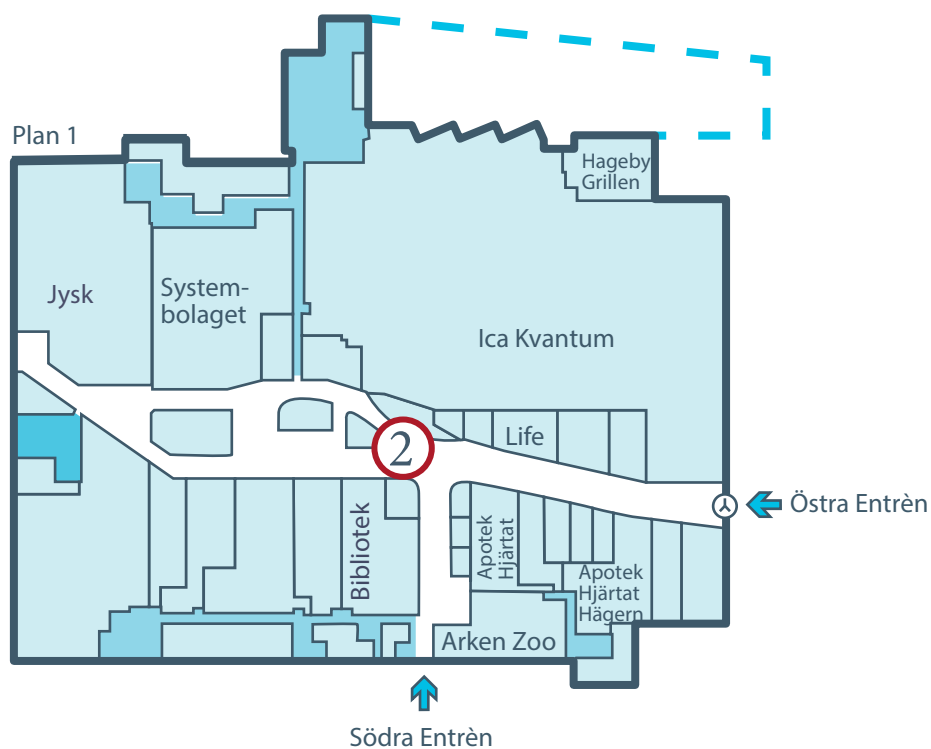 Plan 1
Hageby
Grillen
Jysk
System-
bolaget
Ica Kvantum
Life
2
Östra Entrèn
Bibliotek
Apotek
Hjärtat
Apotek
Hjärtat
Hägern
Arken Zoo
Södra Entrèn